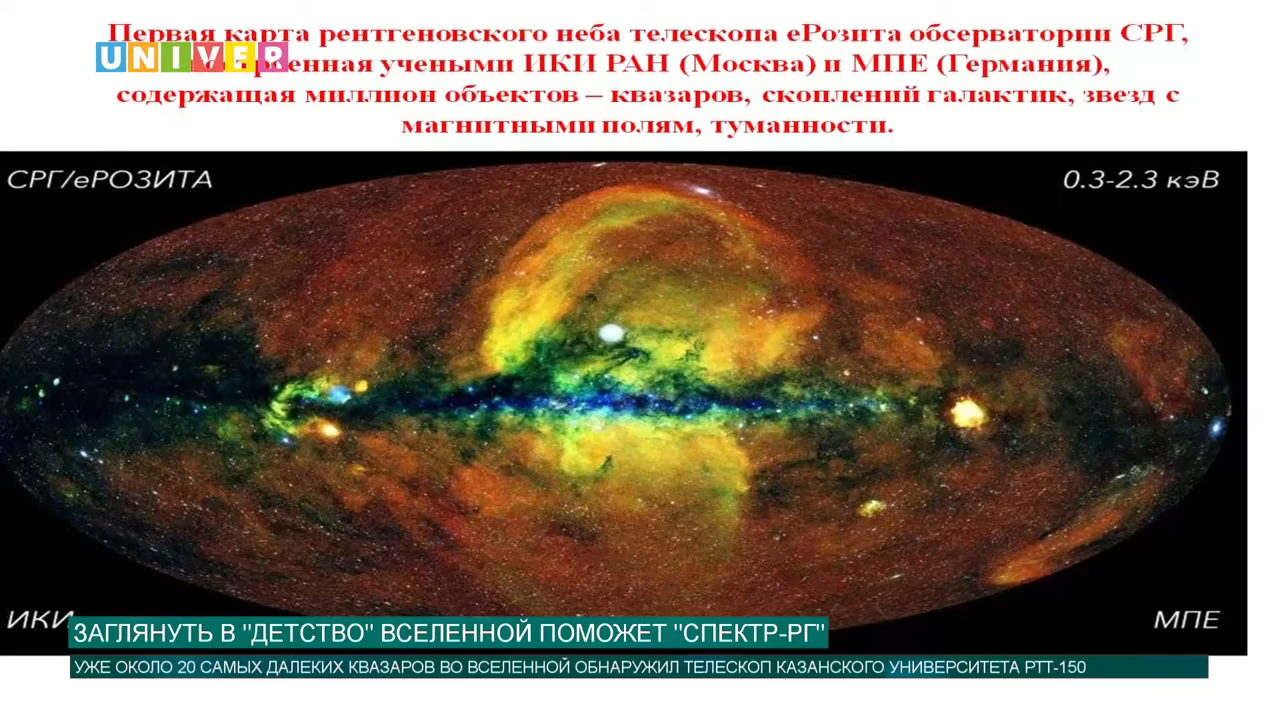 Первая карта рентгеновского неба телескопа еРозита обсерватории СРГ,
UNIVER
учеными ИКИ РАН (Москва) и МПЕ (Германия),
содержащая миллион объектов – квазаров, скоплений галактик, звезд с
магнитными полям, туманности.
СРГ/еРОЗИТА
0.3-2.3 кэВ
ИКИ
МПЕ
ЗАГЛЯНУТЬ В "ДЕТСТВО" ВСЕЛЕННОЙ ПОМОЖЕТ "СПЕКТР-РГ"
УЖЕ ОКОЛО 20 САМЫХ ДАЛЕКИХ КВАЗАРОВ ВО ВСЕЛЕННОЙ ОБНАРУЖИЛ ТЕЛЕСКОП КАЗАНСКОГО УНИВЕРСИТЕТА РТТ-150